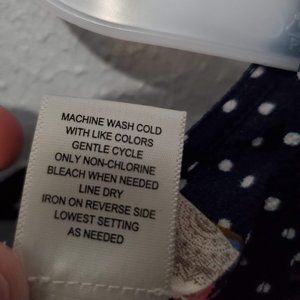 MACHINE WASH COLD
WITH LIKE COLORS
GENTLE CYCLE
ONLY NON-CHLORINE
BLEACH WHEN NEEDED
LINE DRY
IRON ON REVERSE SIDE
LOWEST SETTING
AS NEEDED